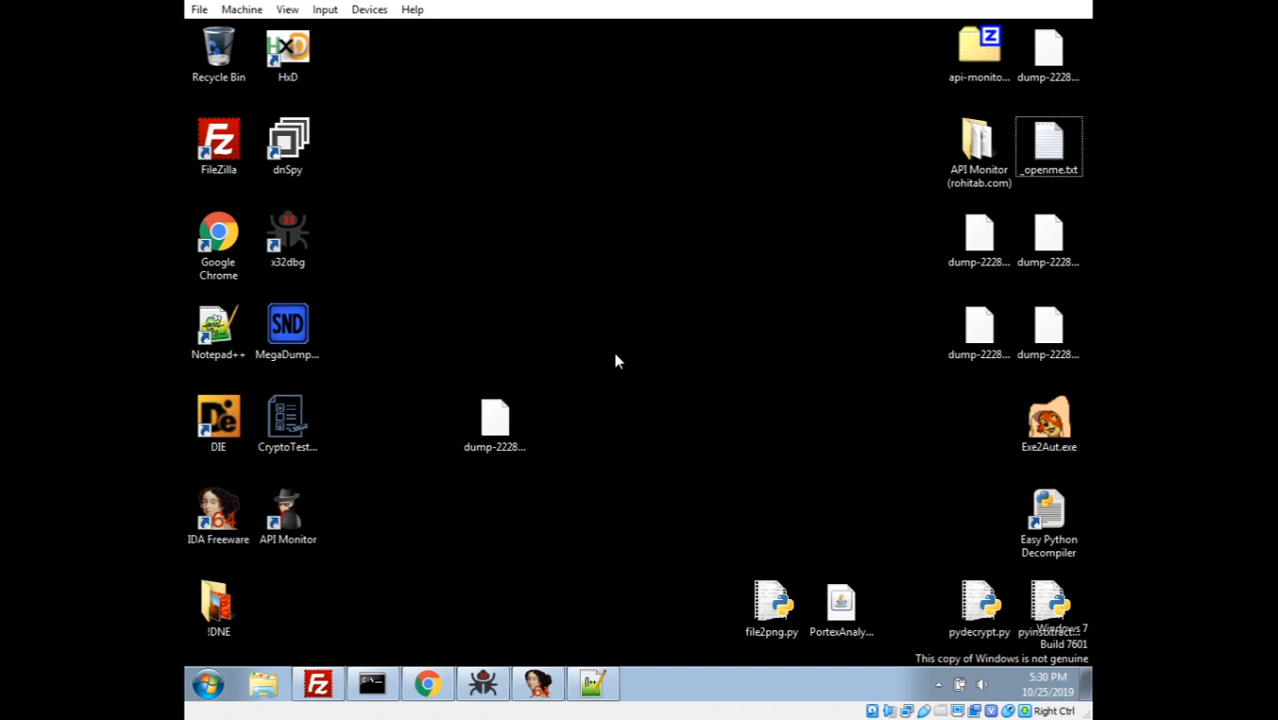 File Machine View Input Devices Help
Recycle Bin
HxD
api-monito...
dump-2228...
FileZilla
dnSpy
API Monitor
(rohitab.com)
_openme.txt
Google
Chrome
x32dbg
dump-2228...
dump-2228...
Notepad++
SND
MegaDump...
dump-2228...
dump-2228...
DIE
CryptoTest...
dump-2228...
Exe2Aut.exe
64
IDA Freeware
API Monitor
Easy Python
Decompiler
!DNE
file2png.py
PortexAnaly...
pydecrypt.py
Windows 7
Build 7601
This copy of Windows is not genuine
5:30 PM
10/25/2019
Right Ctrl